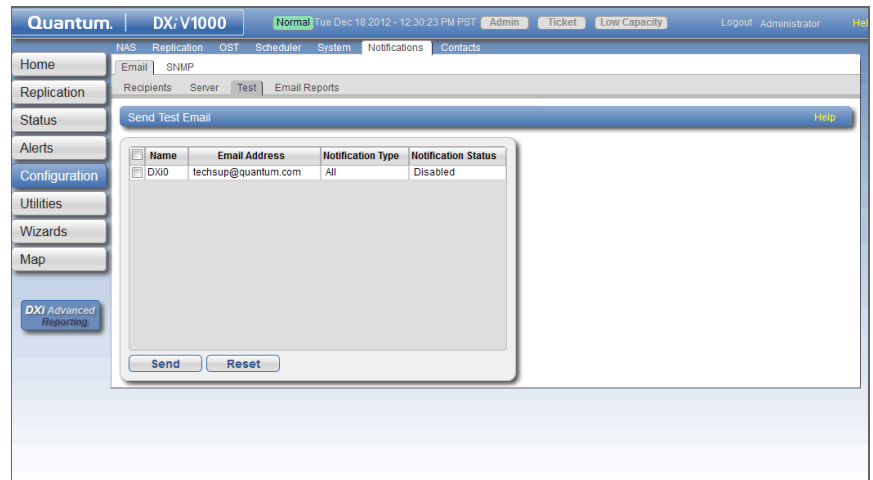 Quantum. DXi V1000 Normal Tue Dec 18 2012 - 12:30:23 PM PST Admin Ticket Low Capacity Logout Administrator Hel
NAS Replication OST Scheduler System Notifications Contacts
Home
Email SNMP
Replication
Recipients Server Test Email Reports
Status
Send Test Email Help
Alerts
Name Email Address Notification Type Notification Status
Configuration
DXi0 techsup@quantum.com All Disabled
Utilities
Wizards
Map
DXi Advanced
Reporting
Send Reset